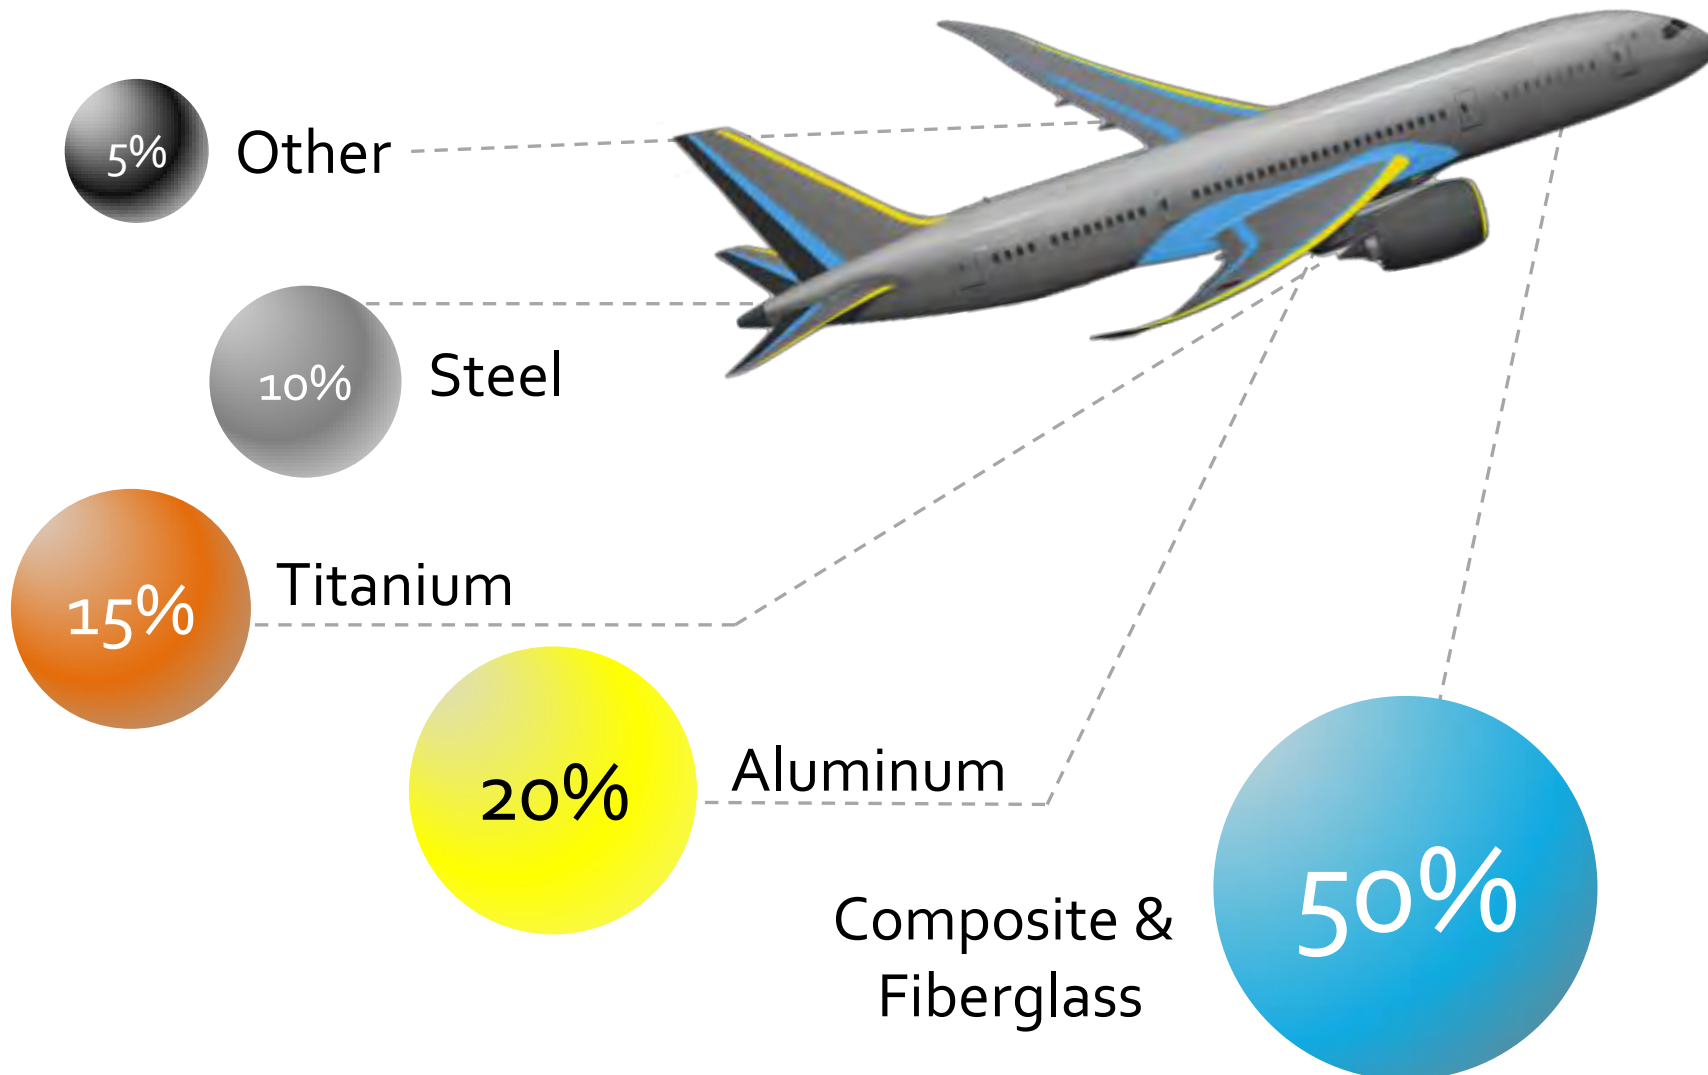 5%
Other
10%
Steel
15%
Titanium
20%
Aluminum
Composite &
Fiberglass
50%